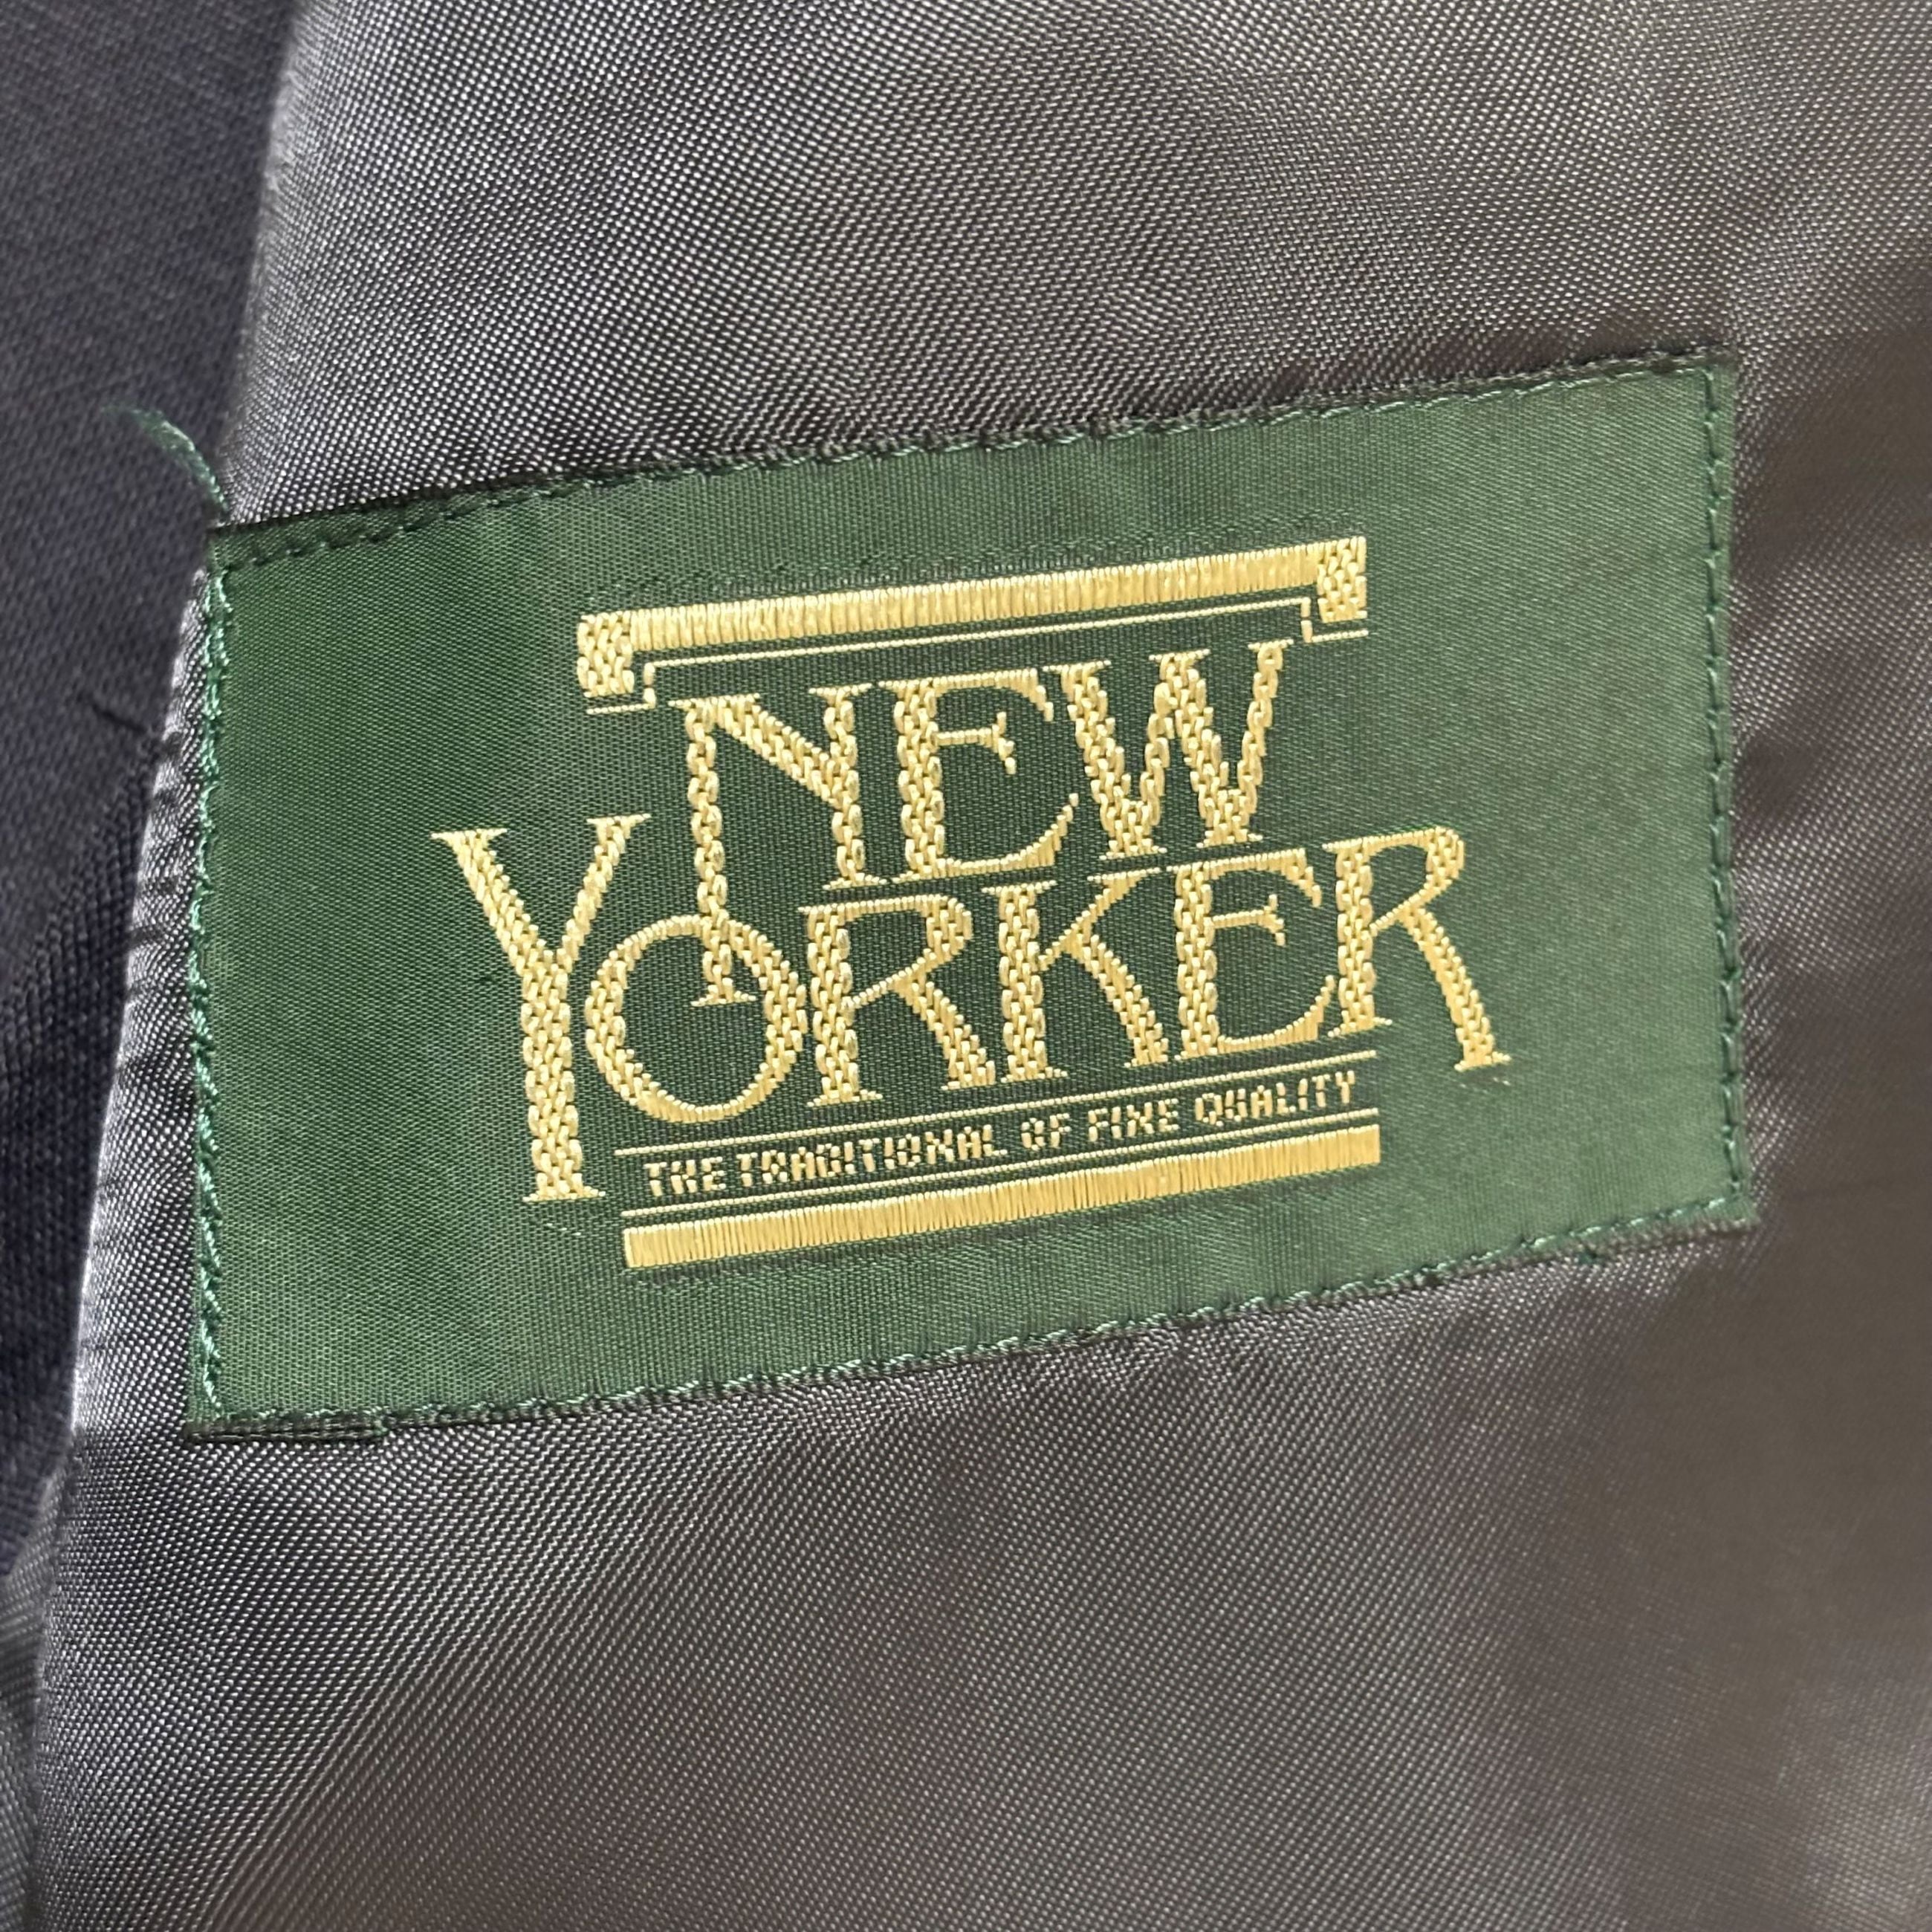 NEW
YORKER
THE TRADITIONAL OF FINE QUALITY